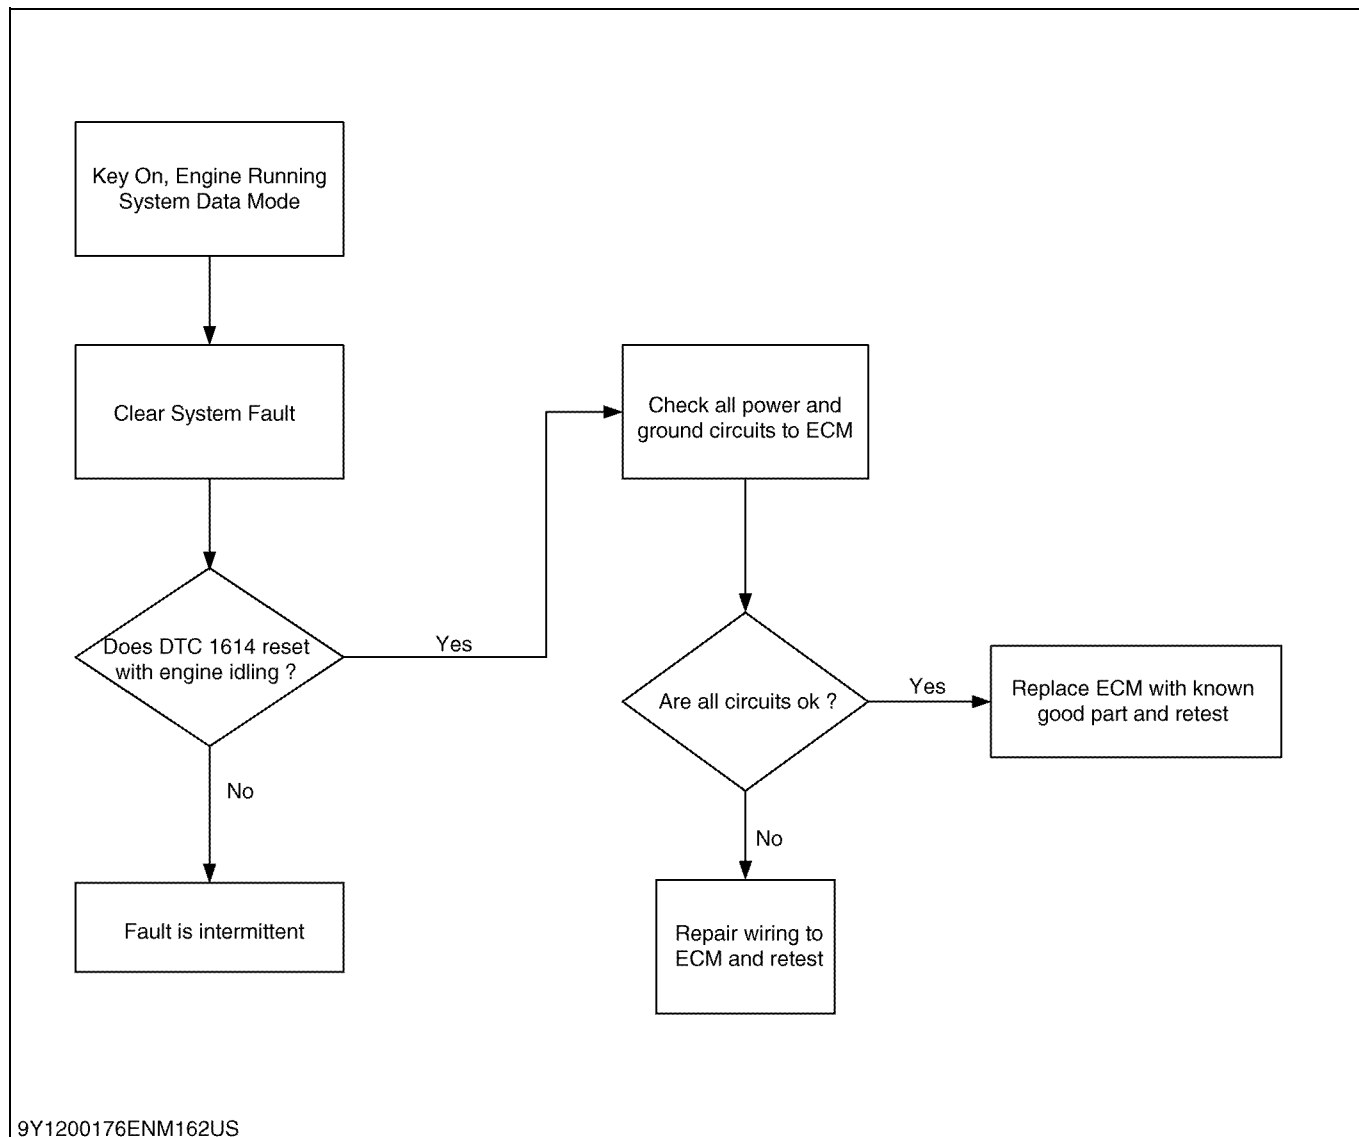 Key On, Engine Running
System Data Mode
Clear System Fault
Does DTC 1614 reset
with engine idling ?
Yes
No
Fault is intermittent
Check all power and
ground circuits to ECM
Are all circuits ok ?
Yes
Replace ECM with known
good part and retest
No
Repair wiring to
ECM and retest
9Y1200176ENM162US